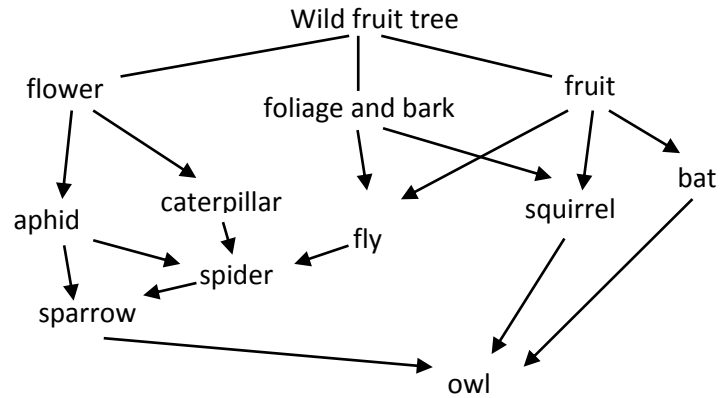 Wild fruit tree
flower
foliage and bark
fruit
aphid
caterpillar
fly
squirrel
bat
spider
sparrow
owl